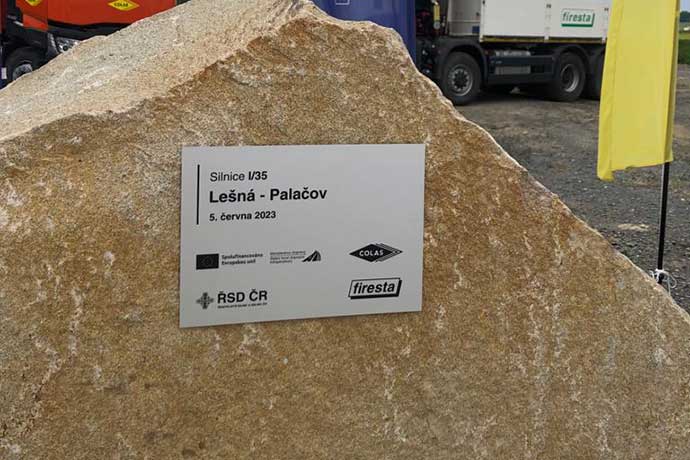 COLAS
firesta
Silnice I/35
Lešná - Palačov
5. června 2023
Spolufinancováno
Evropskou unií
COLAS
ŘSD ČR
firesta